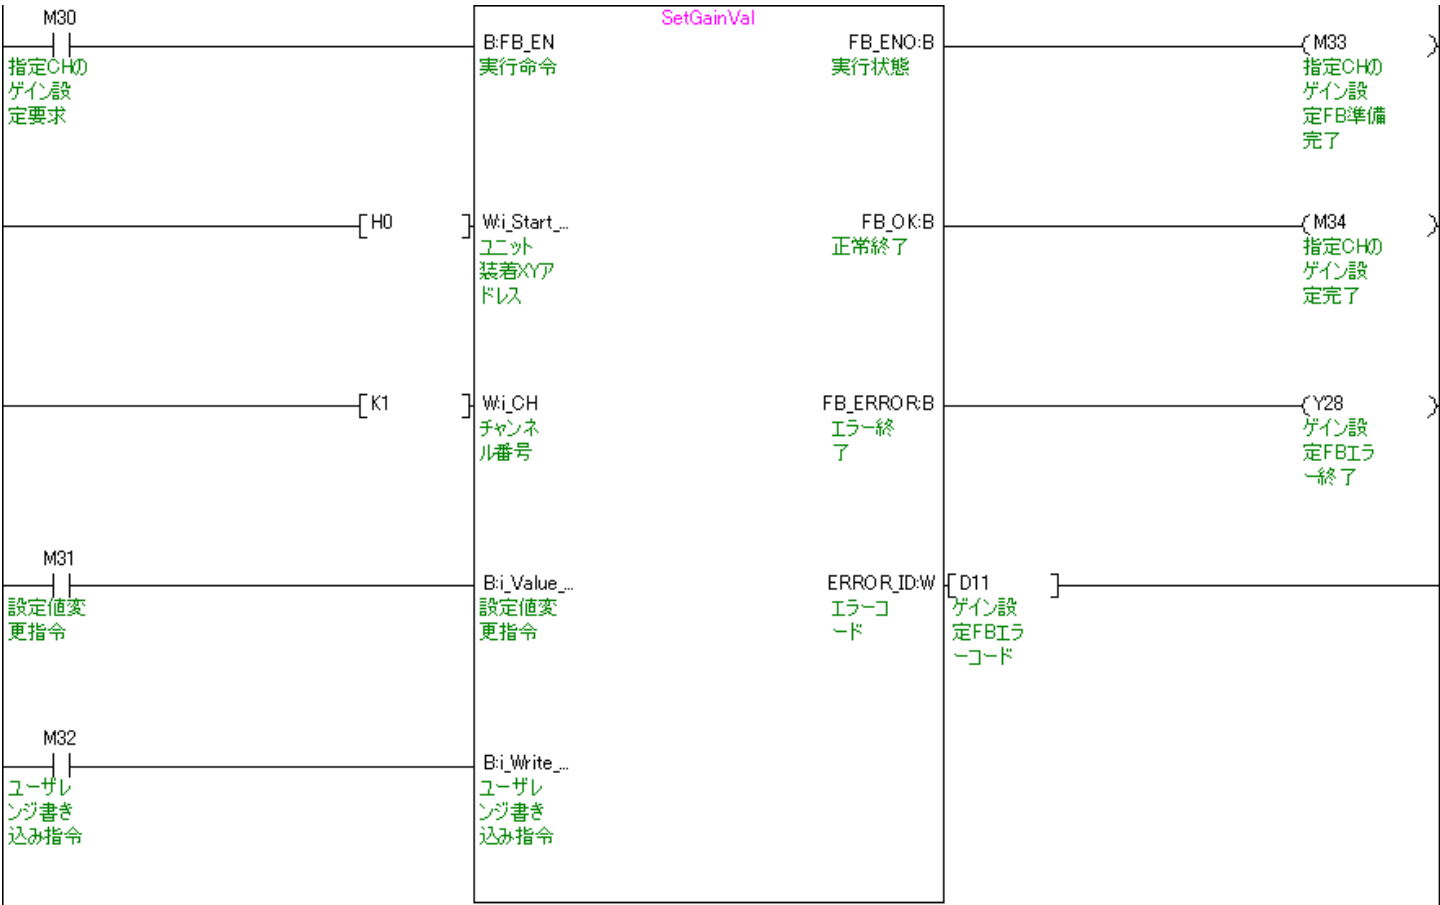 SetGainVal
M30
B:FB_EN
FB_ENO:B
M33
指定CHの
ゲイン設
定要求
実行命令
実行状態
指定CHの
ゲイン設
定FB準備
完了
H0
W:i_Start_...
FB_OK:B
M34
ユニット
装着XYア
ドレス
正常終了
指定CHの
ゲイン設
定完了
K1
W:i_CH
FB_ERROR:B
Y28
チャンネ
ル番号
エラー終
了
ゲイン設
定FBエラ
ー終了
M31
B:i_Value_...
ERROR_ID:W
D11
設定値変
更指令
設定値変
更指令
エラーコ
ード
ゲイン設
定FBエラ
ーコード
M32
B:i_Write_...
ユーザレ
ンジ書き
込み指令
ユーザレ
ンジ書き
込み指令